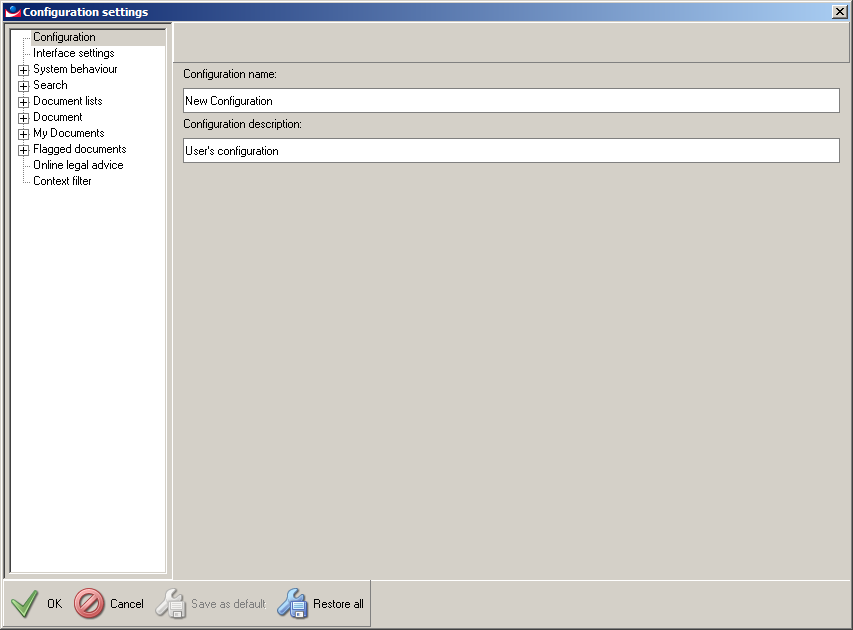 Configuration settings
Configuration
Interface settings
System behaviour
Search
Document lists
Document
My Documents
Flagged documents
Online legal advice
Context filter
Configuration name:
New Configuration
Configuration description:
User's configuration
OK
Cancel
Save as default
Restore all